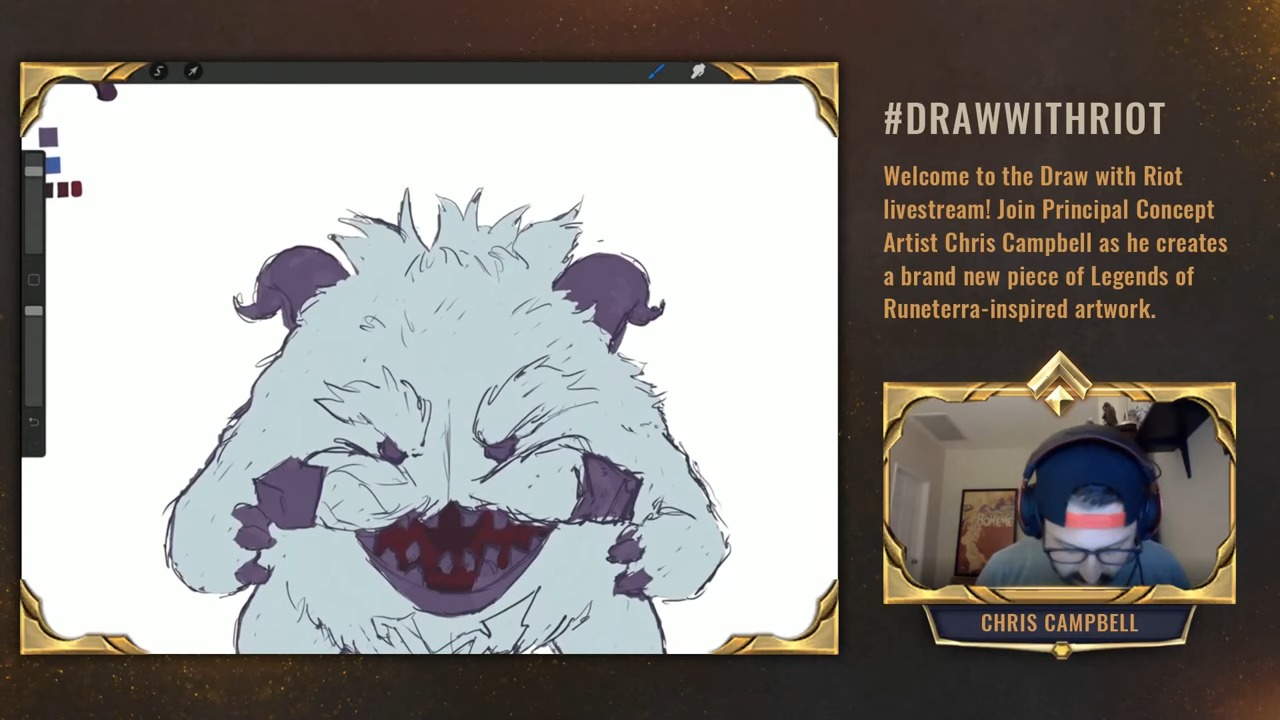 #DRAWWITHRIOT
Welcome to the Draw with Riot
livestream! Join Principal Concept
Artist Chris Campbell as he creates
a brand new piece of Legends of
Runeterra-inspired artwork.
CHRIS CAMPBELL